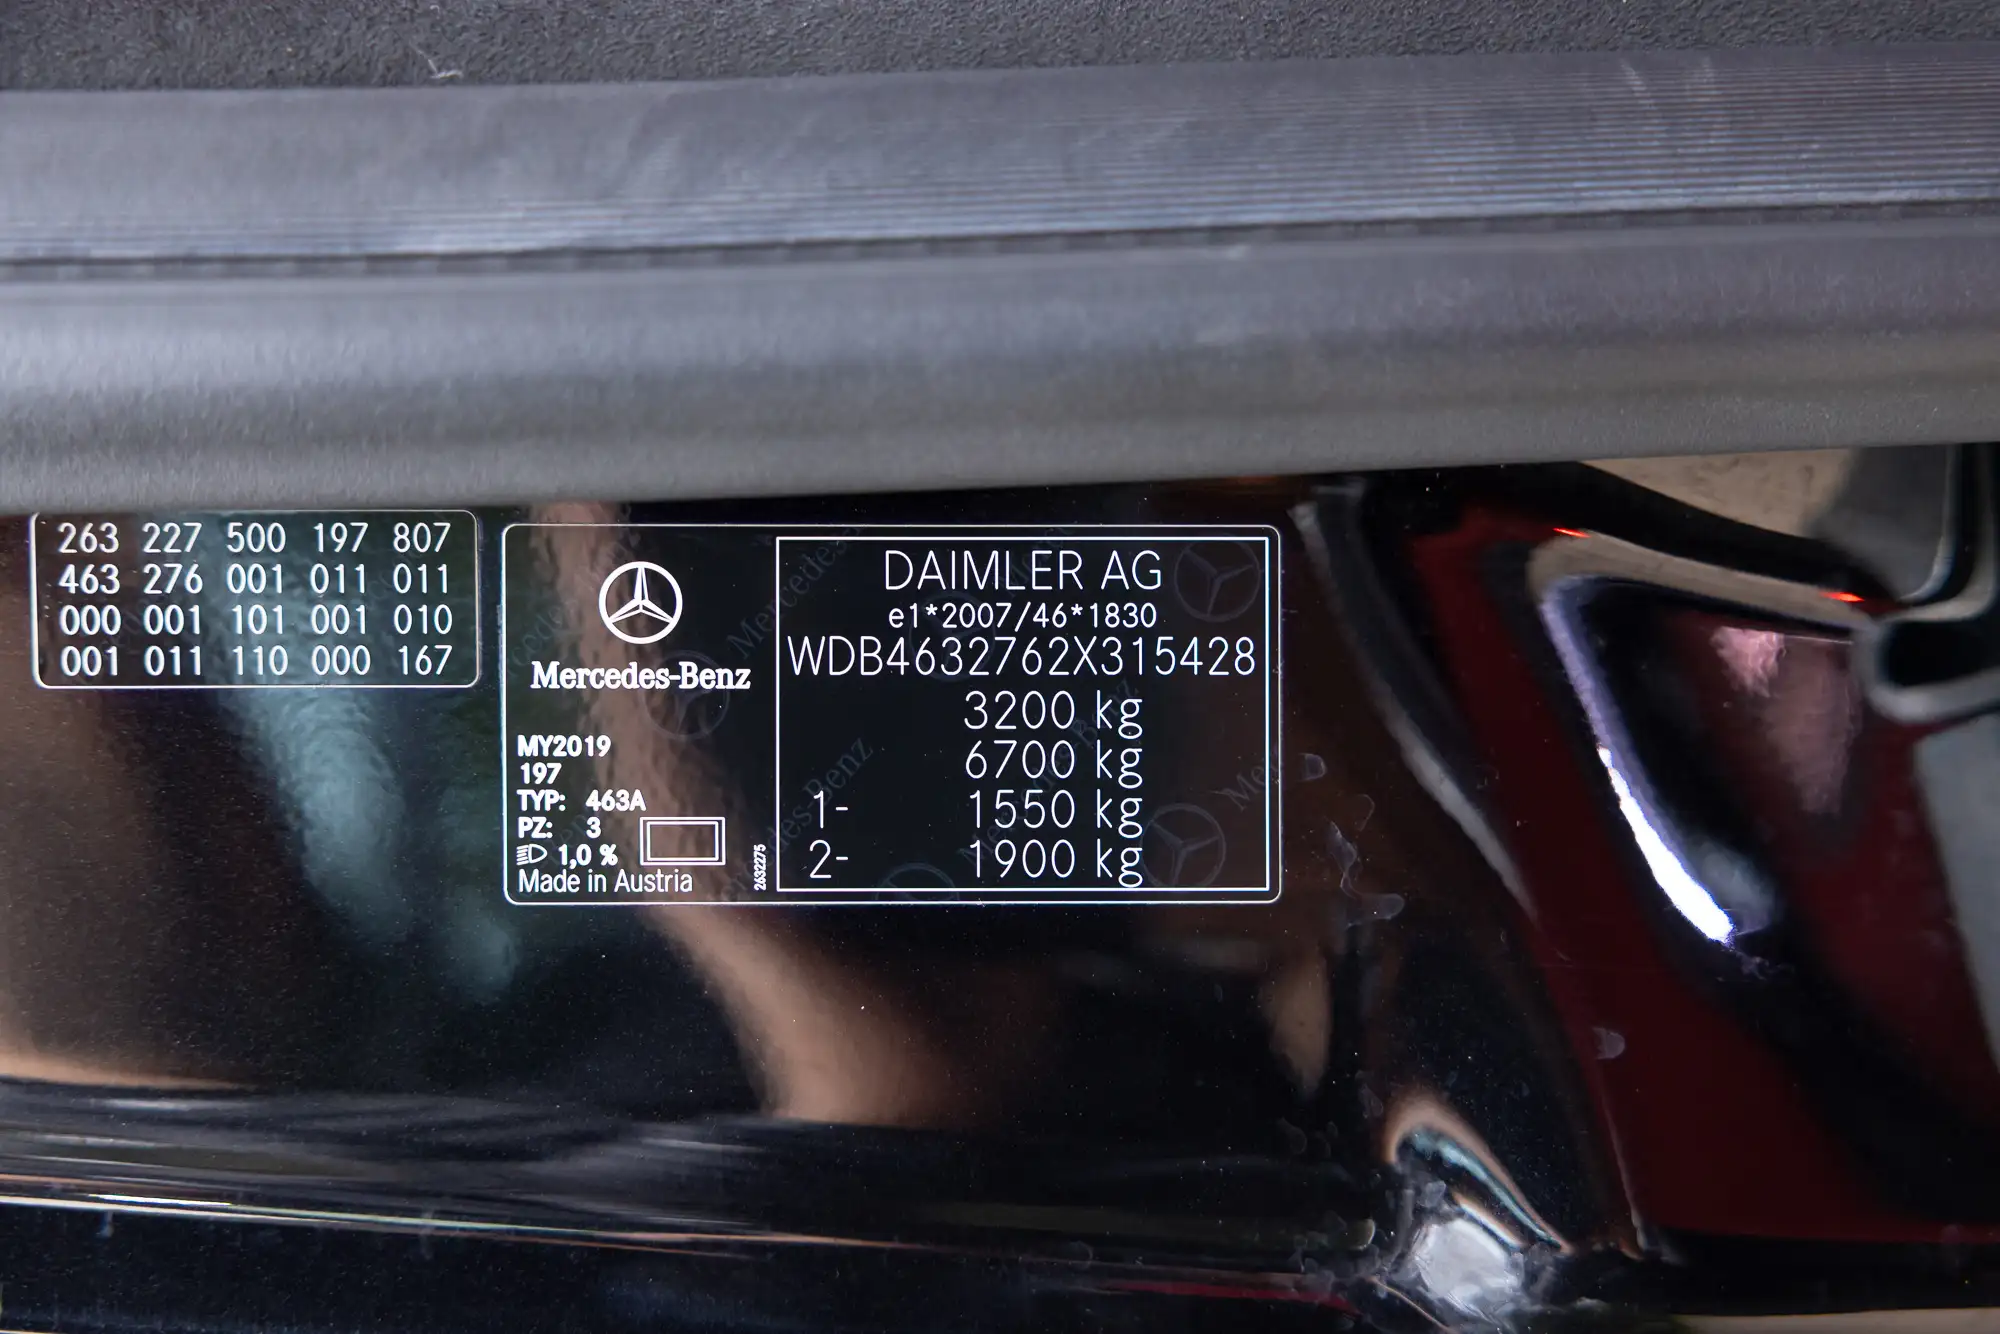 263 227 500 197 807
463 276 001 011 011
000 001 101 001 010
001 011 110 000 167
Mercedes-Benz
MY2019
197
TYP: 463A
PZ: 3
1,0 %
Made in Austria
2632275
DAIMLER AG
e1*2007/46*1830
WDB4632762X315428
3200 kg
6700 kg
1- 1550 kg
2- 1900 kg